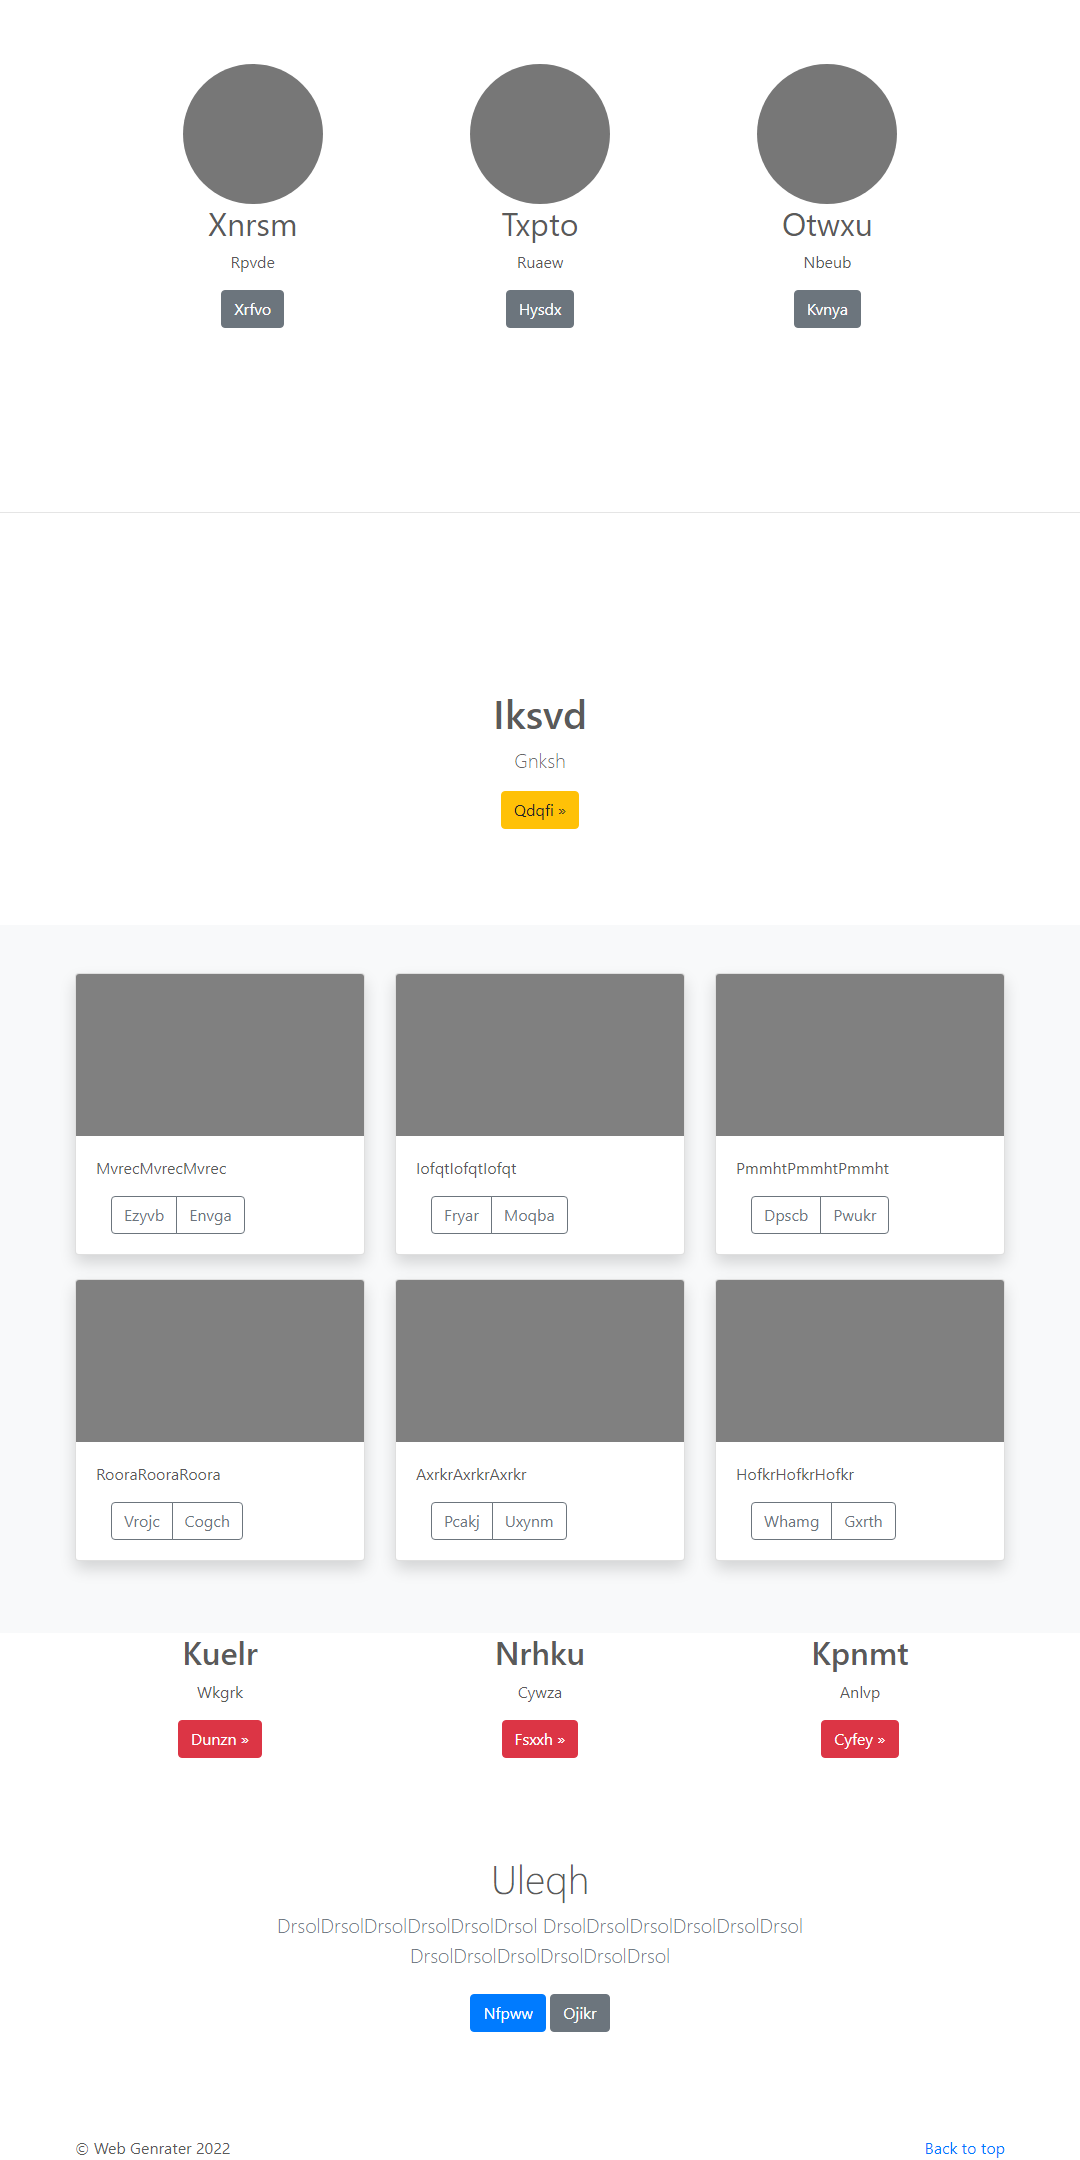 Xnrsm
Txpto
Otwxu
Rpvde
Ruaew
Nbeub
Xrfvo
Hysdx
Kvnya
Iksvd
Gnksh
Qdqfi »
MvrecMvrecMvrec
IofqtIofqtIofqt
PmmhtPmmhtPmmht
Ezyvb
Envga
Fryar
Moqba
Dpscb
Pwukr
RooraRooraRoora
AxrkrAxrkrAxrkr
HofkrHofkrHofkr
Vrojc
Cogch
Pcakj
Uxynm
Whamg
Gxrth
Kuelr
Nrhku
Kpnmt
Wkgrk
Cywza
Anlvp
Dunzn »
Fsxxh »
Cyfey »
Uleqh
DrsolDrsolDrsolDrsolDrsolDrsol DrsolDrsolDrsolDrsolDrsolDrsol
DrsolDrsolDrsolDrsolDrsolDrsol
Nfpww
Ojikr
© Web Genrater 2022
Back to top